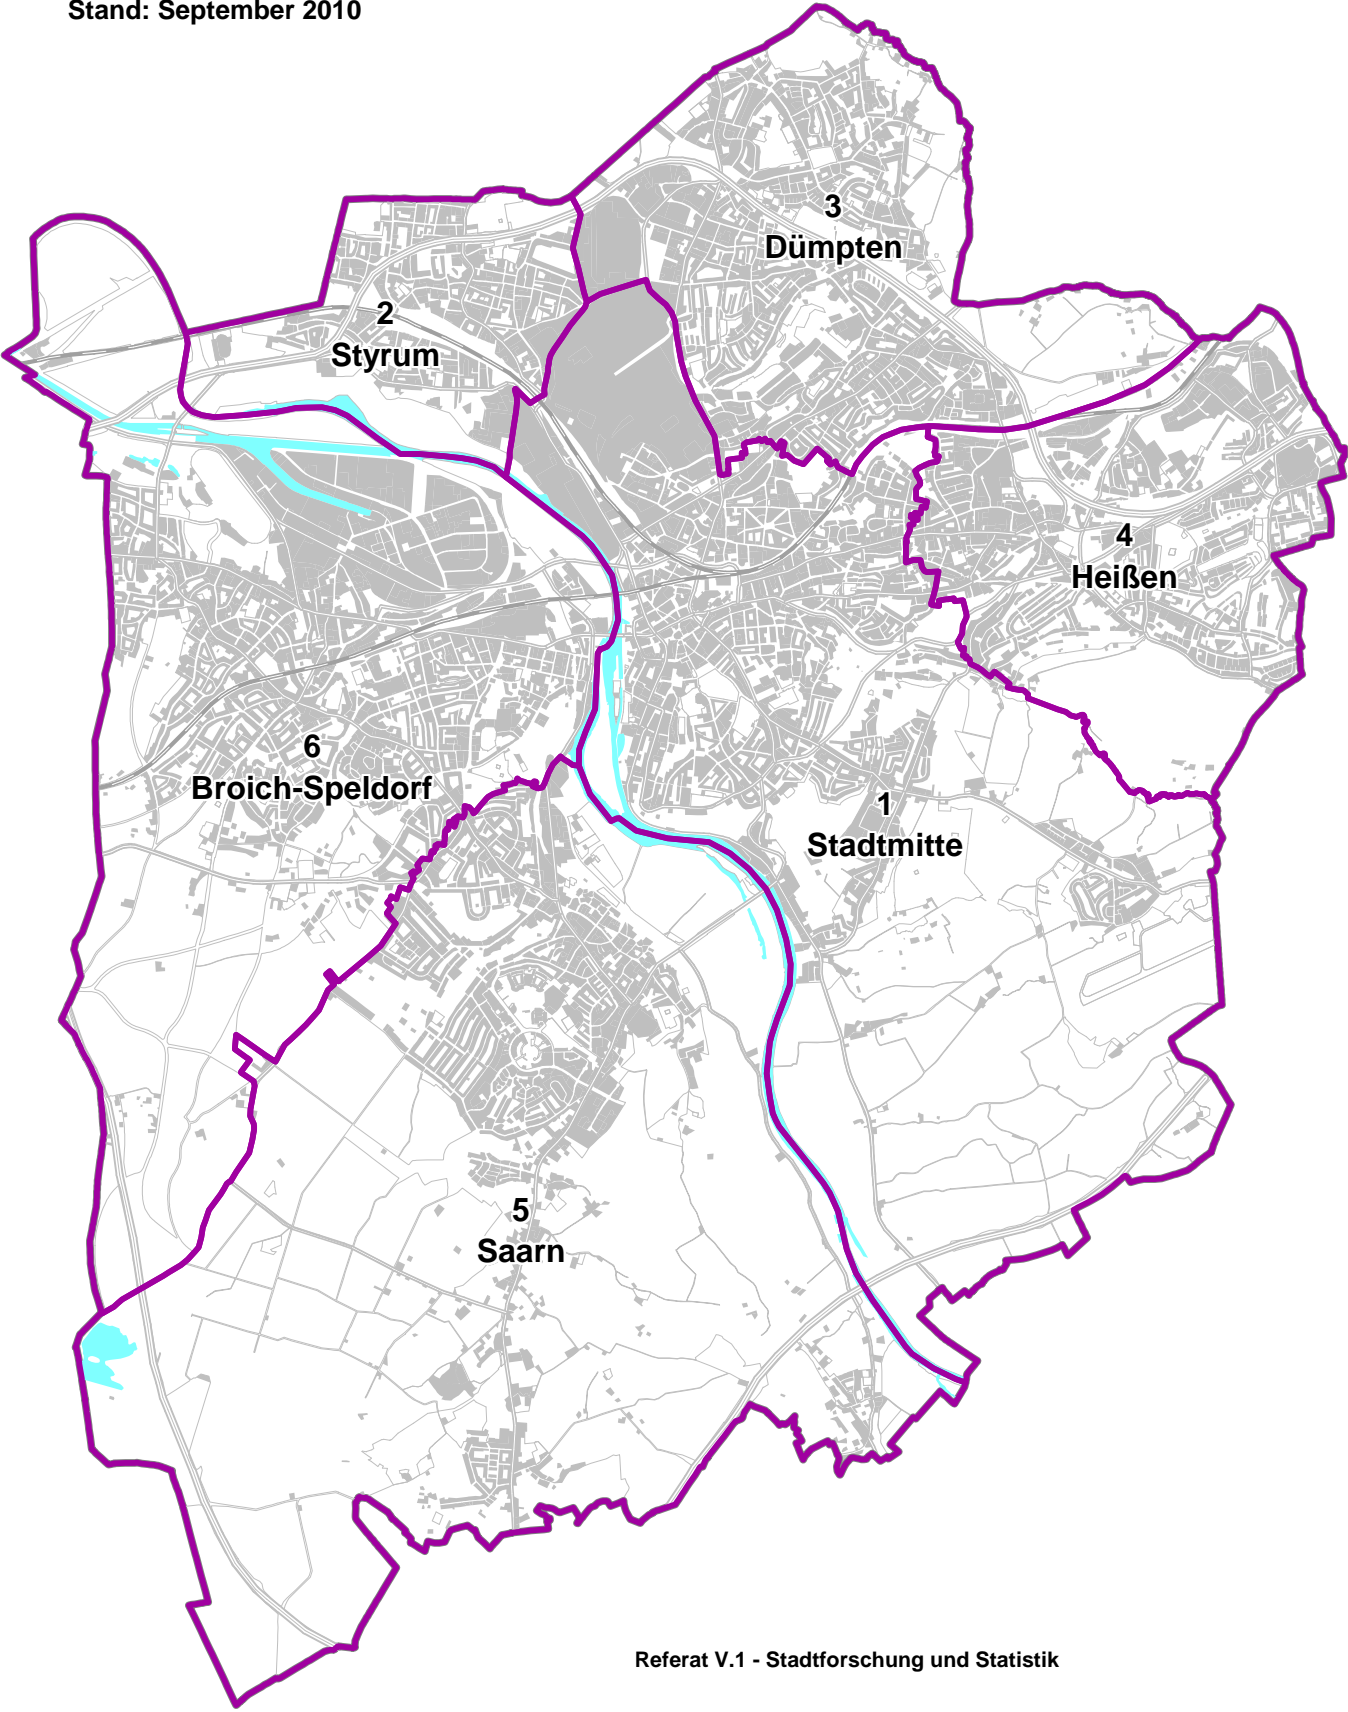 Stand: September 2010
3
Dümpten
2
Styrum
4
Heißen
6
Broich-Speldorf
1
Stadtmitte
5
Saarn
Referat V.1 - Stadtforschung und Statistik